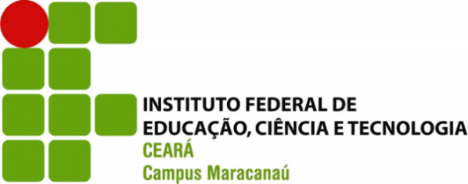 INSTITUTO FEDERAL DE
EDUCAÇÃO, CIÊNCIA E TECNOLOGIA
CEARÁ
Campus Maracanaú